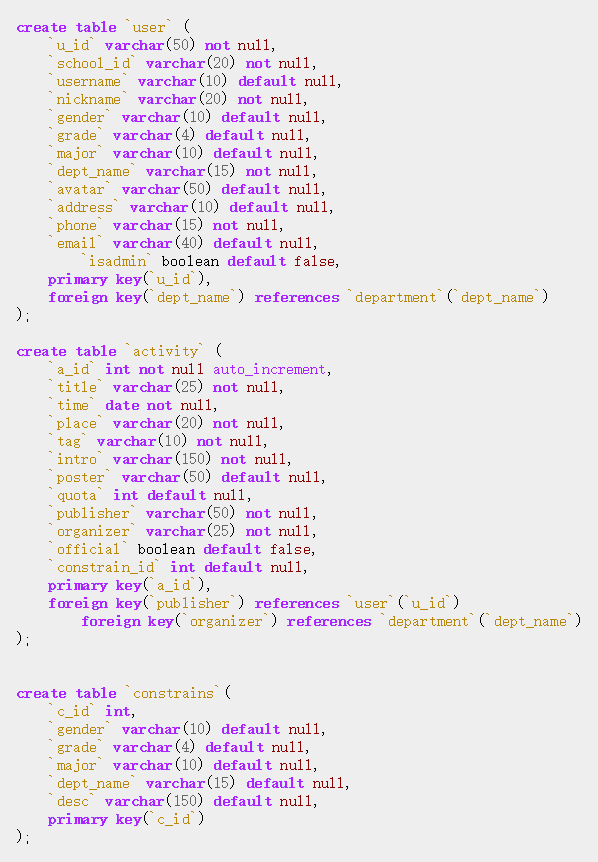 create table `user` (
    `u_id` varchar(50) not null,
    `school_id` varchar(20) not null,
    `username` varchar(10) default null,
    `nickname` varchar(20) not null,
    `gender` varchar(10) default null,
    `grade` varchar(4) default null,
    `major` varchar(10) default null,
    `dept_name` varchar(15) not null,
    `avatar` varchar(50) default null,
    `address` varchar(10) default null,
    `phone` varchar(15) not null,
    `email` varchar(40) default null,
        `isadmin` boolean default false,
    primary key(`u_id`),
    foreign key(`dept_name`) references `department`(`dept_name`)
);

create table `activity` (
    `a_id` int not null auto_increment,
    `title` varchar(25) not null,
    `time` date not null,
    `place` varchar(20) not null,
    `tag` varchar(10) not null,
    `intro` varchar(150) not null,
    `poster` varchar(50) default null,
    `quota` int default null,
    `publisher` varchar(50) not null,
    `organizer` varchar(25) not null,
    `official` boolean default false,
    `constrain_id` int default null,
    primary key(`a_id`),
    foreign key(`publisher`) references `user`(`u_id`)
        foreign key(`organizer`) references `department`(`dept_name`)
);

create table `constrains`(
    `c_id` int,
    `gender` varchar(10) default null,
    `grade` varchar(4) default null,
    `major` varchar(10) default null,
    `dept_name` varchar(15) default null,
    `desc` varchar(150) default null,
    primary key(`c_id`)
);